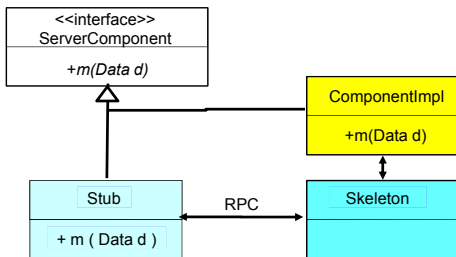 <<interface>>
ServerComponent
+m(Data d)
ComponentImpl
+m(Data d)
Stub
+ m ( Data d )
RPC
Skeleton